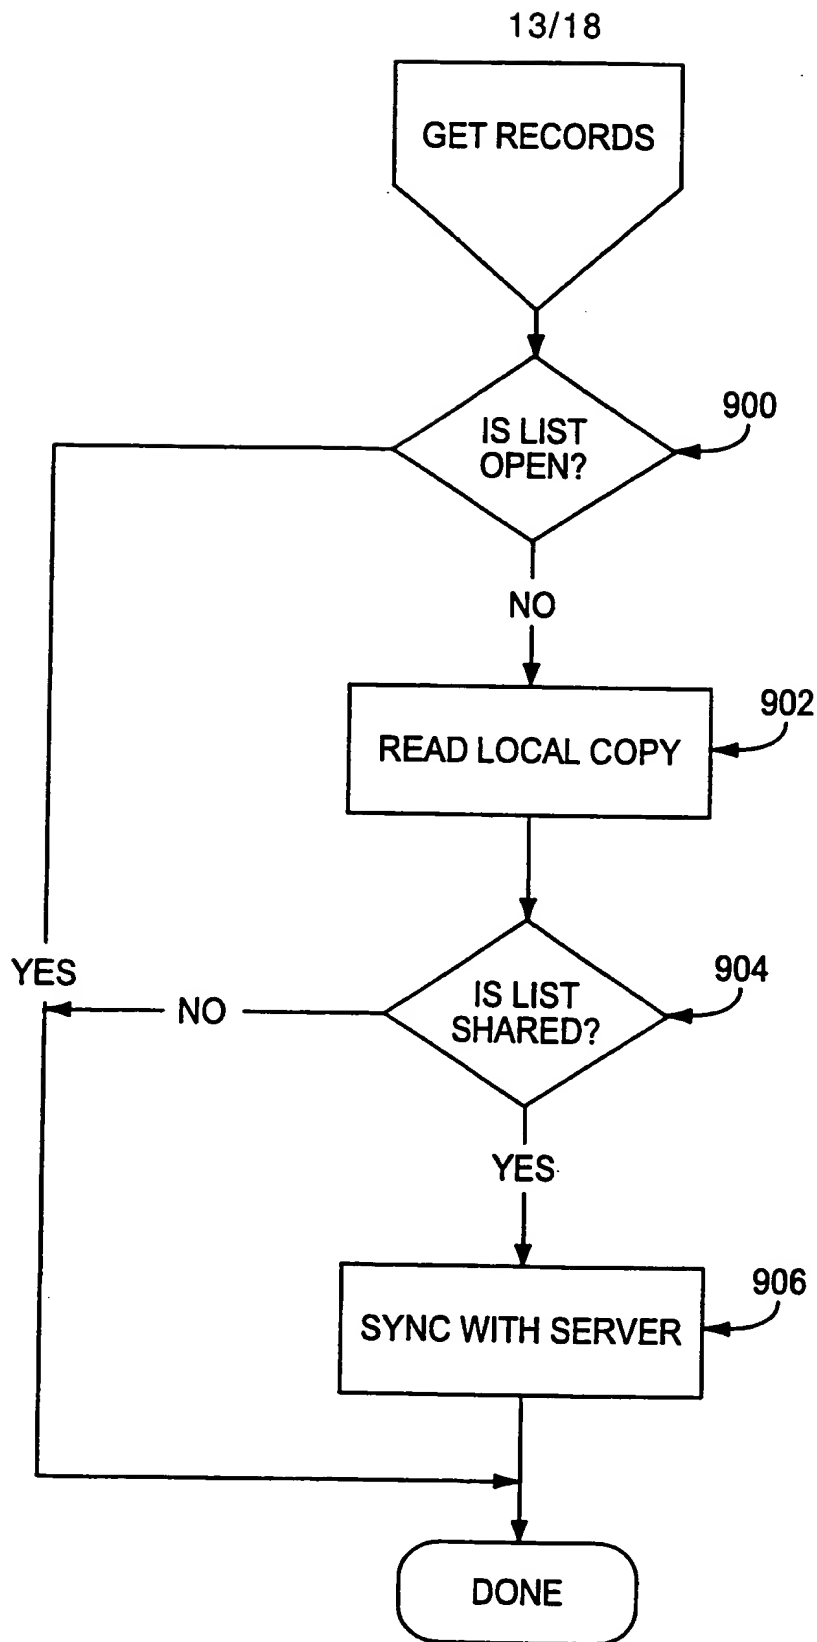 13/18
GET RECORDS
IS LIST
OPEN?
900
NO
READ LOCAL COPY
902
YES
NO
IS LIST
SHARED?
904
YES
SYNC WITH SERVER
906
DONE